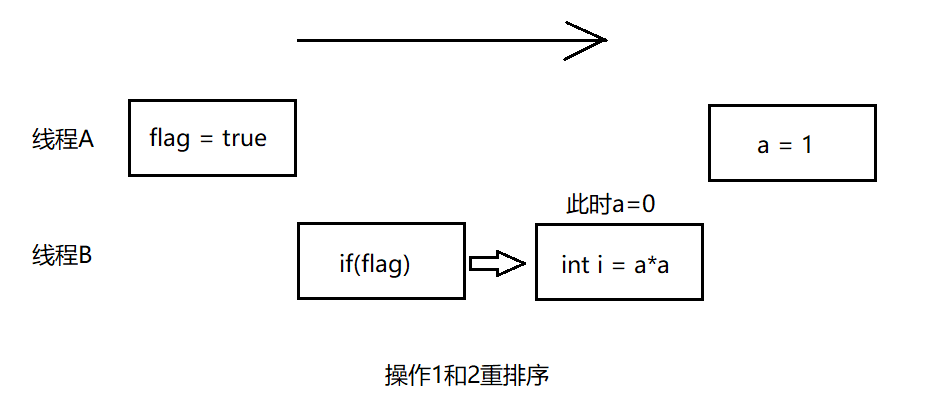 线程A
flag = true
a = 1
此时a=0
线程B
if(flag)
int i = a*a
操作1和2重排序